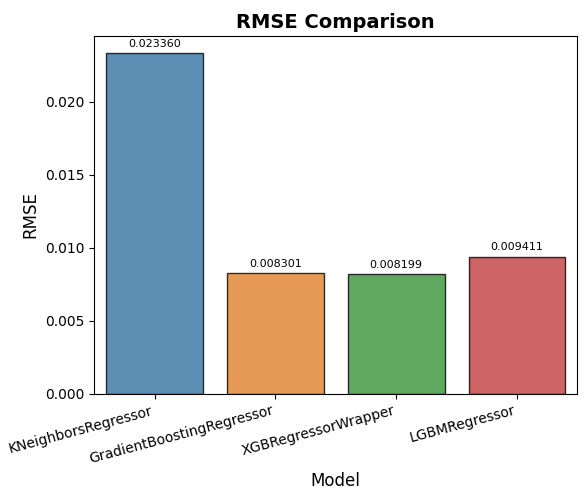 RMSE Comparison
0.023360
0.008301
0.008199
0.009411
RMSE
0.020
0.015
0.010
0.005
0.000
KNeighborsRegressor
GradientBoostingRegressor
XGBRegressorWrapper
LGBMRegressor
Model